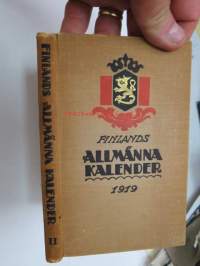 FINLANDS ALLMÄNNA KALENDER II
FINLANDS
ALLMÄNNA
KALENDER
1919